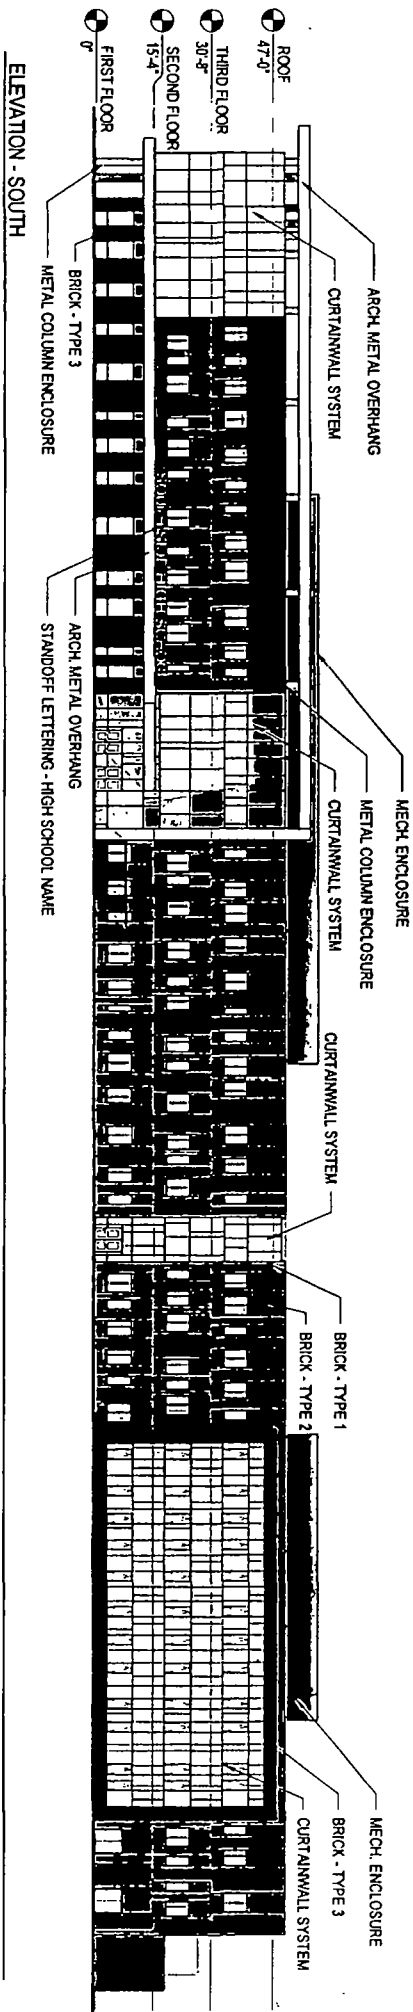 ROOF
47'-0"
THIRD FLOOR
30'-8"
SECOND FLOOR
15'-4"
FIRST FLOOR
0"
ARCH. METAL OVERHANG
CURTAINWALL SYSTEM
MECH. ENCLOSURE
METAL COLUMN ENCLOSURE
CURTAINWALL SYSTEM
CURTAINWALL SYSTEM
BRICK - TYPE 1
BRICK - TYPE 2
MECH. ENCLOSURE
BRICK - TYPE 3
CURTAINWALL SYSTEM
BRICK - TYPE 3
METAL COLUMN ENCLOSURE
ARCH. METAL OVERHANG
STANDOFF LETTERING - HIGH SCHOOL NAME
ELEVATION - SOUTH